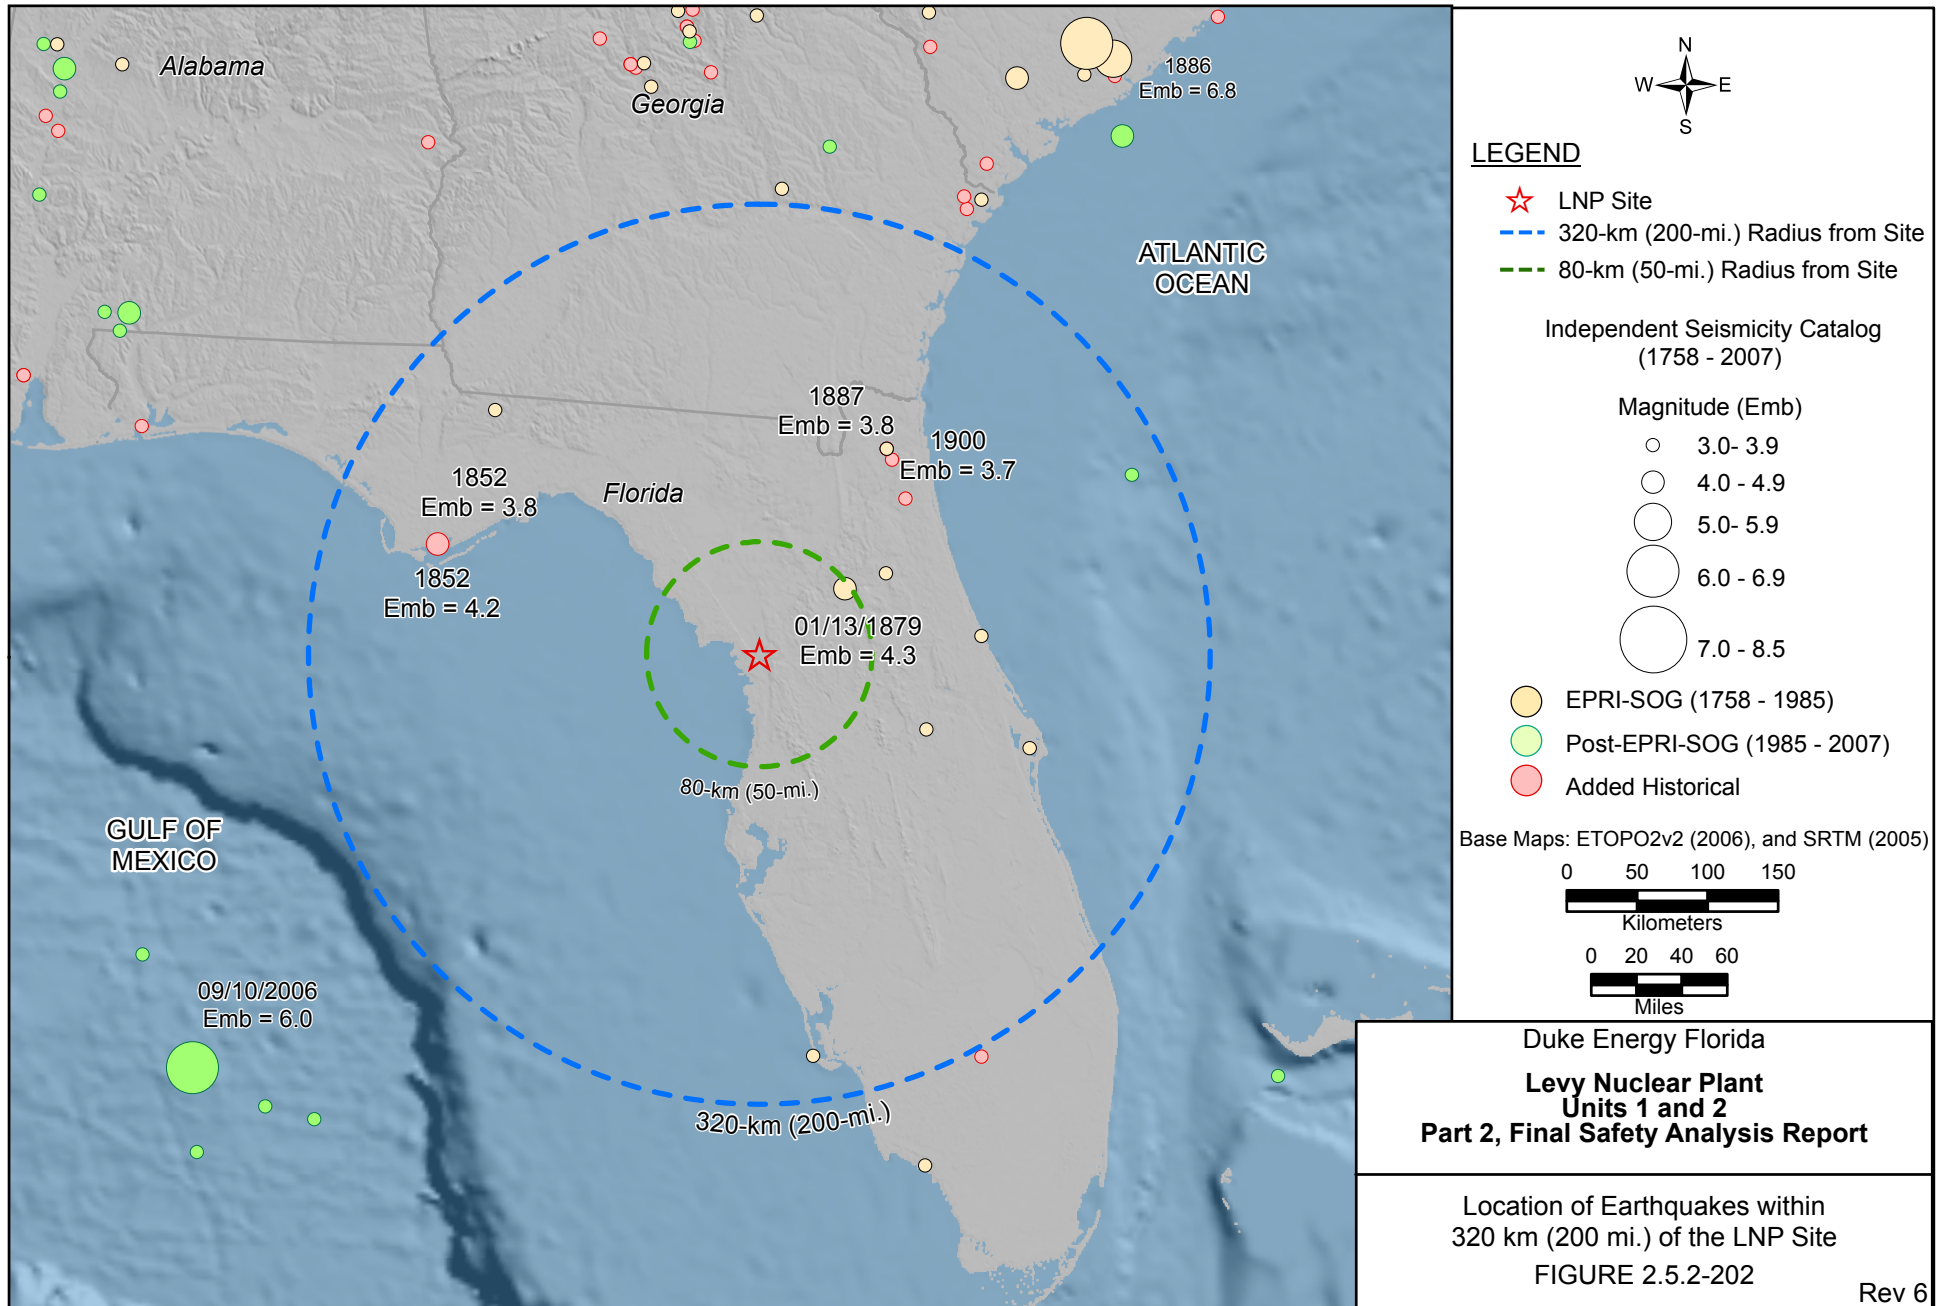 Alabama
Georgia
1886
Emb = 6.8
ATLANTIC
OCEAN
1887
Emb = 3.8
1900
Emb = 3.7
1852
Emb = 3.8
Florida
1852
Emb = 4.2
01/13/1879
Emb = 4.3
80-km (50-mi.)
GULF OF
MEXICO
09/10/2006
Emb = 6.0
320-km (200-mi.)
N
W E
S
LEGEND
LNP Site
320-km (200-mi.) Radius from Site
80-km (50-mi.) Radius from Site
Independent Seismicity Catalog
(1758 - 2007)
Magnitude (Emb)
3.0- 3.9
4.0 - 4.9
5.0- 5.9
6.0 - 6.9
7.0 - 8.5
EPRI-SOG (1758 - 1985)
Post-EPRI-SOG (1985 - 2007)
Added Historical
Base Maps: ETOPO2v2 (2006), and SRTM (2005)
0 50 100 150
Kilometers
0 20 40 60
Miles
Duke Energy Florida
Levy Nuclear Plant
Units 1 and 2
Part 2, Final Safety Analysis Report
Location of Earthquakes within
320 km (200 mi.) of the LNP Site
FIGURE 2.5.2-202
Rev 6